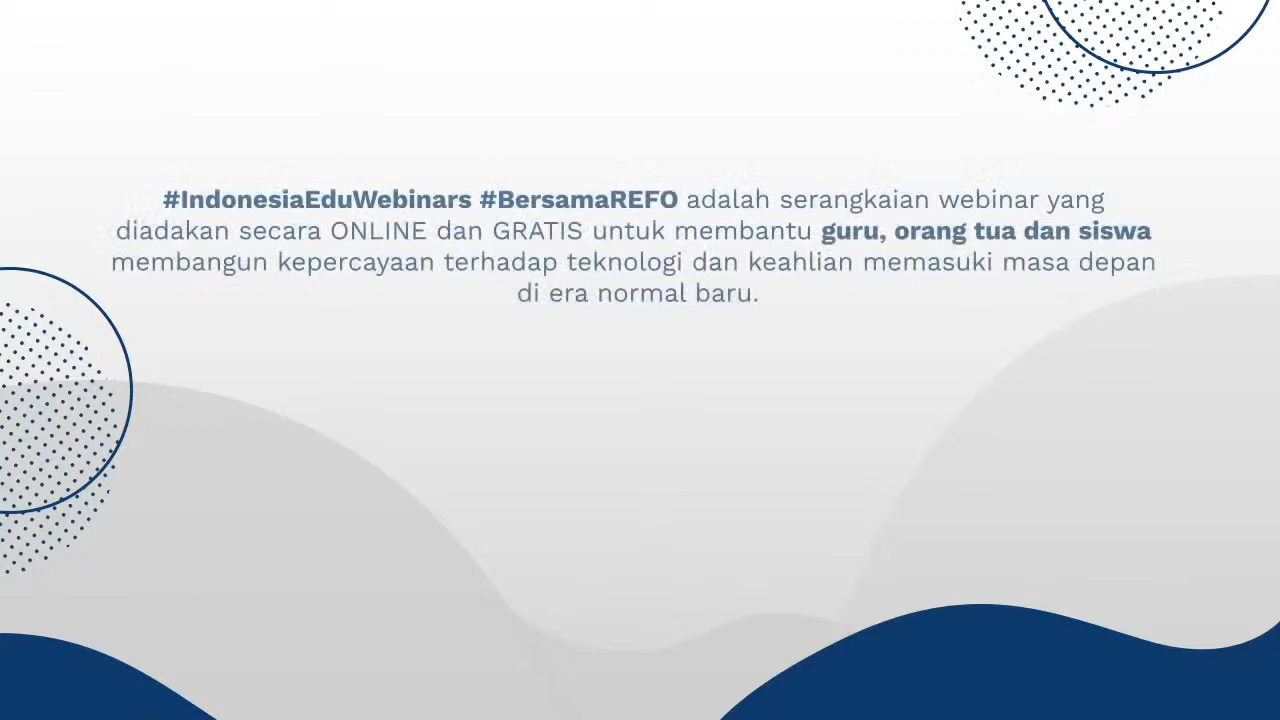 #IndonesiaEduWebinars #BersamaREFO adalah serangkaian webinar yang
diadakan secara ONLINE dan GRATIS untuk membantu guru, orang tua dan siswa
membangun kepercayaan terhadap teknologi dan keahlian memasuki masa depan
di era normal baru.